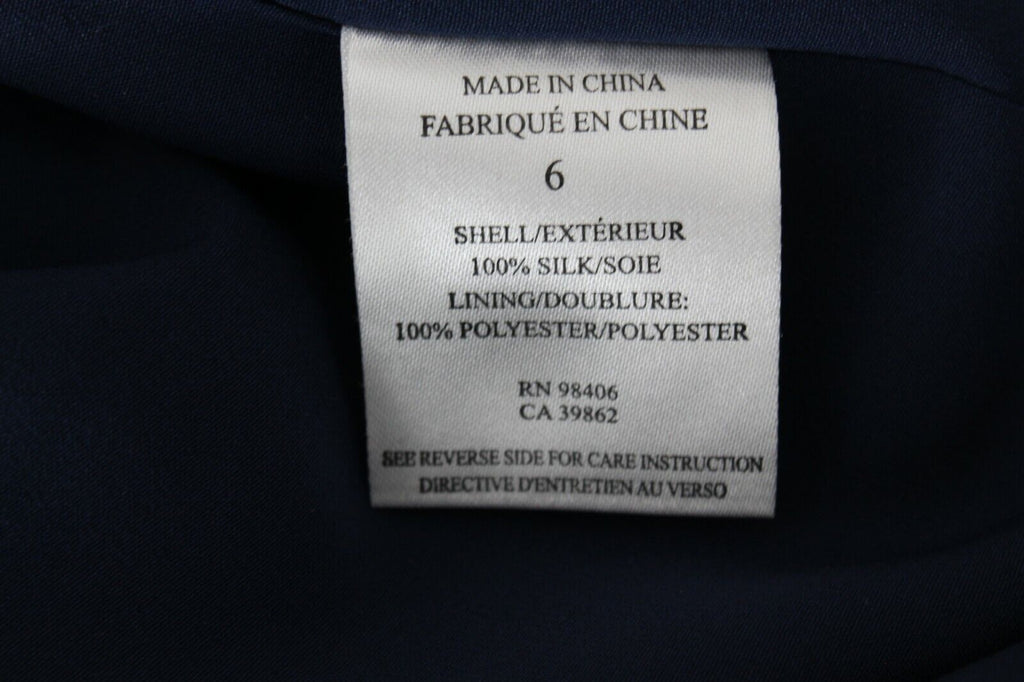 MADE IN CHINA
FABRIQUÉ EN CHINE
6
SHELL/EXTÉRIEUR
100% SILK/SOIE
LINING/DOUBLURE:
100% POLYESTER/POLYESTER
RN 98406
CA 39862
SEE REVERSE SIDE FOR CARE INSTRUCTION
DIRECTIVE D'ENTRETIEN AU VERSO